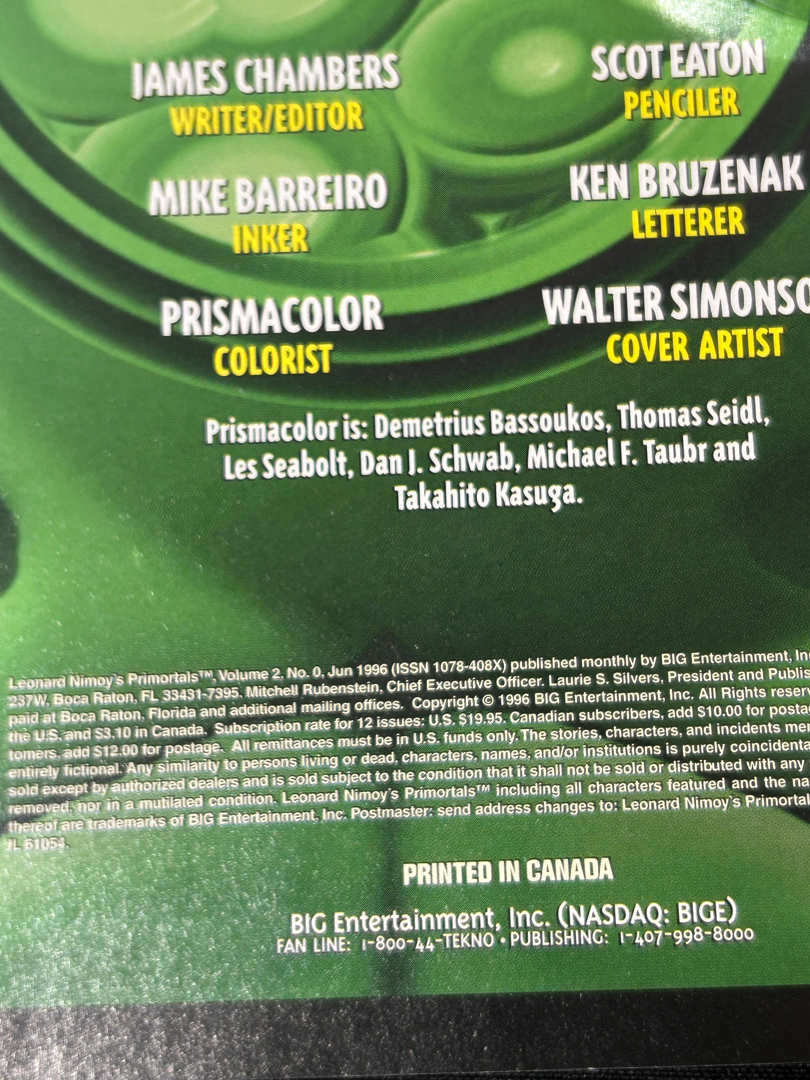 JAMES CHAMBERS
WRITER/EDITOR
SCOT EATON
PENCILER
MIKE BARREIRO
INKER
KEN BRUZENAK
LETTERER
PRISMACOLOR
COLORIST
WALTER SIMONSO
COVER ARTIST
Prismacolor is: Demetrius Bassoukos, Thomas Seidl,
Les Seabolt, Dan J. Schwab, Michael F. Taubr and
Takahito Kasuga.
Leonard Nimoy's Primortals™, Volume 2, No. 0, Jun 1996 (ISSN 1078-408X) published monthly by BIG Entertainment, Inc
237W, Boca Raton, FL 33431-7395. Mitchell Rubenstein, Chief Executive Officer. Laurie S. Silvers, President and Publis
paid at Boca Raton, Florida and additional mailing offices. Copyright © 1996 BIG Entertainment, Inc. All Rights reser
the U.S. and $3.10 in Canada. Subscription rate for 12 issues: U.S. $19.95. Canadian subscribers, add $10.00 for posta
tomers, add $12.00 for postage. All remittances must be in U.S. funds only. The stories, characters, and incidents me
entirely fictional. Any similarity to persons living or dead, characters, names, and/or institutions is purely coincidenta
sold except by authorized dealers and is sold subject to the condition that it shall not be sold or distributed with any
removed, nor in a mutilated condition. Leonard Nimoy's Primortals™ including all characters featured and the na
thereof are trademarks of BIG Entertainment, Inc. Postmaster: send address changes to: Leonard Nimoy's Primortal
IL 61054.
PRINTED IN CANADA
BIG Entertainment, Inc. (NASDAQ: BIGE)
FAN LINE: 1-800-44-TEKNO • PUBLISHING: 1-407-998-8000